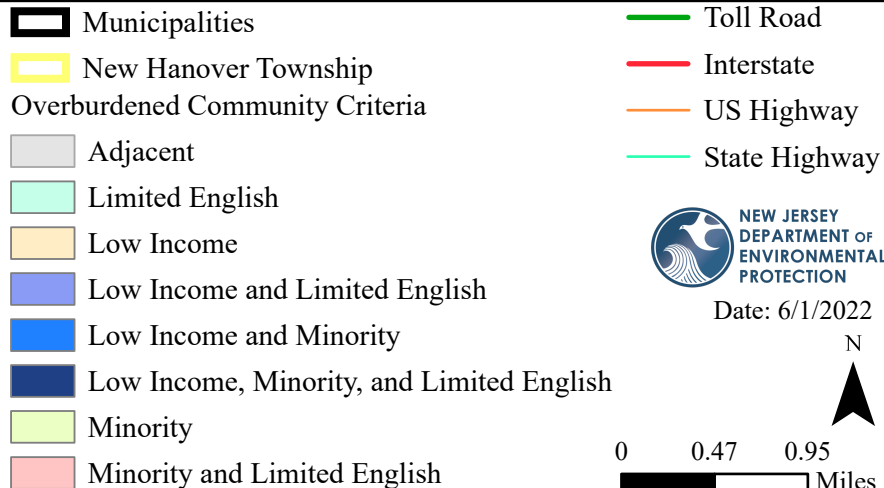 Municipalities
New Hanover Township
Overburdened Community Criteria
Adjacent
Limited English
Low Income
Low Income and Limited English
Low Income and Minority
Low Income, Minority, and Limited English
Minority
Minority and Limited English
Toll Road
Interstate
US Highway
State Highway
NEW JERSEY
DEPARTMENT OF
ENVIRONMENTAL
PROTECTION
Date: 6/1/2022
N
0 0.47 0.95
Miles